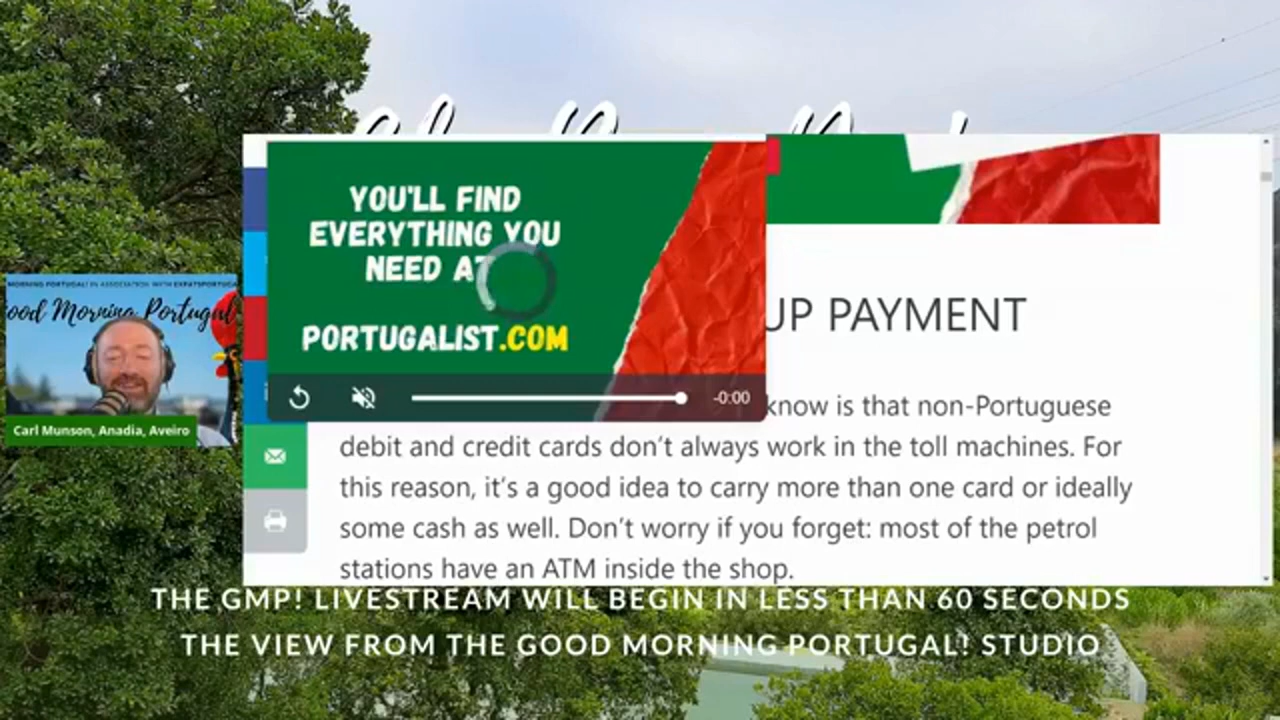 YOU'LL FIND
EVERYTHING YOU
NEED AT
PORTUGALIST.COM
-0:00
UP PAYMENT
know is that non-Portuguese
debit and credit cards don't always work in the toll machines. For
this reason, it's a good idea to carry more than one card or ideally
some cash as well. Don't worry if you forget: most of the petrol
stations have an ATM inside the shop.
MORNING PORTUGAL! IN ASSOCIATION WITH EXPATSPORTUGA
ood Morning Portugal
Carl Munson, Anadia, Aveiro
THE GMP! LIVESTREAM WILL BEGIN IN LESS THAN 60 SECONDS
THE VIEW FROM THE GOOD MORNING PORTUGAL! STUDIO